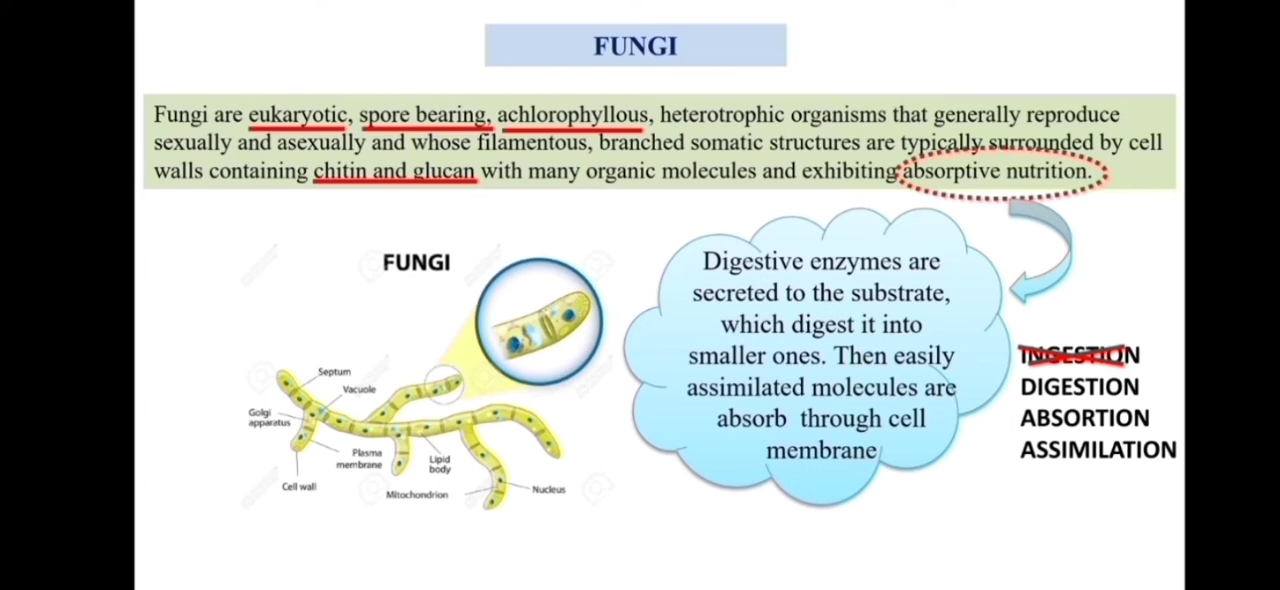 FUNGI
Fungi are eukaryotic, spore bearing, achlorophyllous, heterotrophic organisms that generally reproduce
sexually and asexually and whose filamentous, branched somatic structures are typically surrounded by cell
walls containing chitin and glucan with many organic molecules and exhibiting absorptive nutrition.
FUNGI
Septum
Vacuole
Golgi
apparatus
Plasma
membrane
Lipid
body
Cell wall
Mitochondrion
Nucleus
Digestive enzymes are
secreted to the substrate,
which digest it into
smaller ones. Then easily
assimilated molecules are
absorb through cell
membrane
INGESTION
DIGESTION
ABSORTION
ASSIMILATION